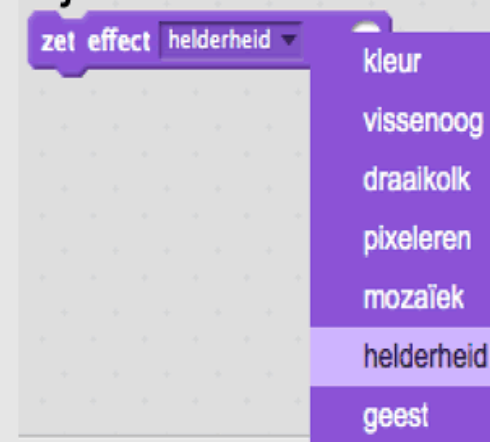 zet effect helderheid
kleur
vissenoog
draaikolk
pixeleren
mozaïek
helderheid
geest